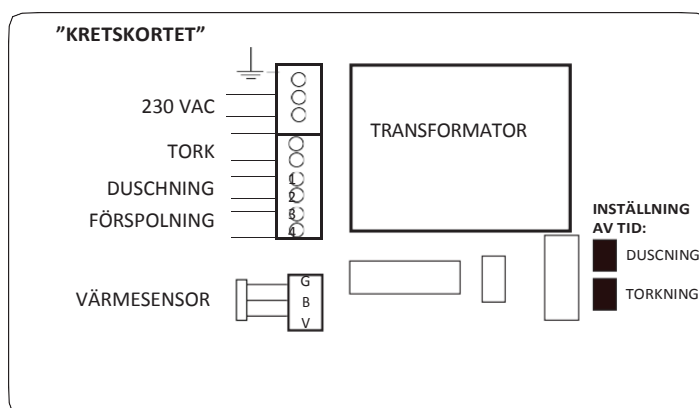 ”KRETSKORTET”
230 VAC
TRANSFORMATOR
TORK
DUSCHNING
1
2
FÖRSPOLNING
3
4
INSTÄLLNING
AV TID:
DUSCNING
TORKNING
VÄRMESENSOR
G
B
V